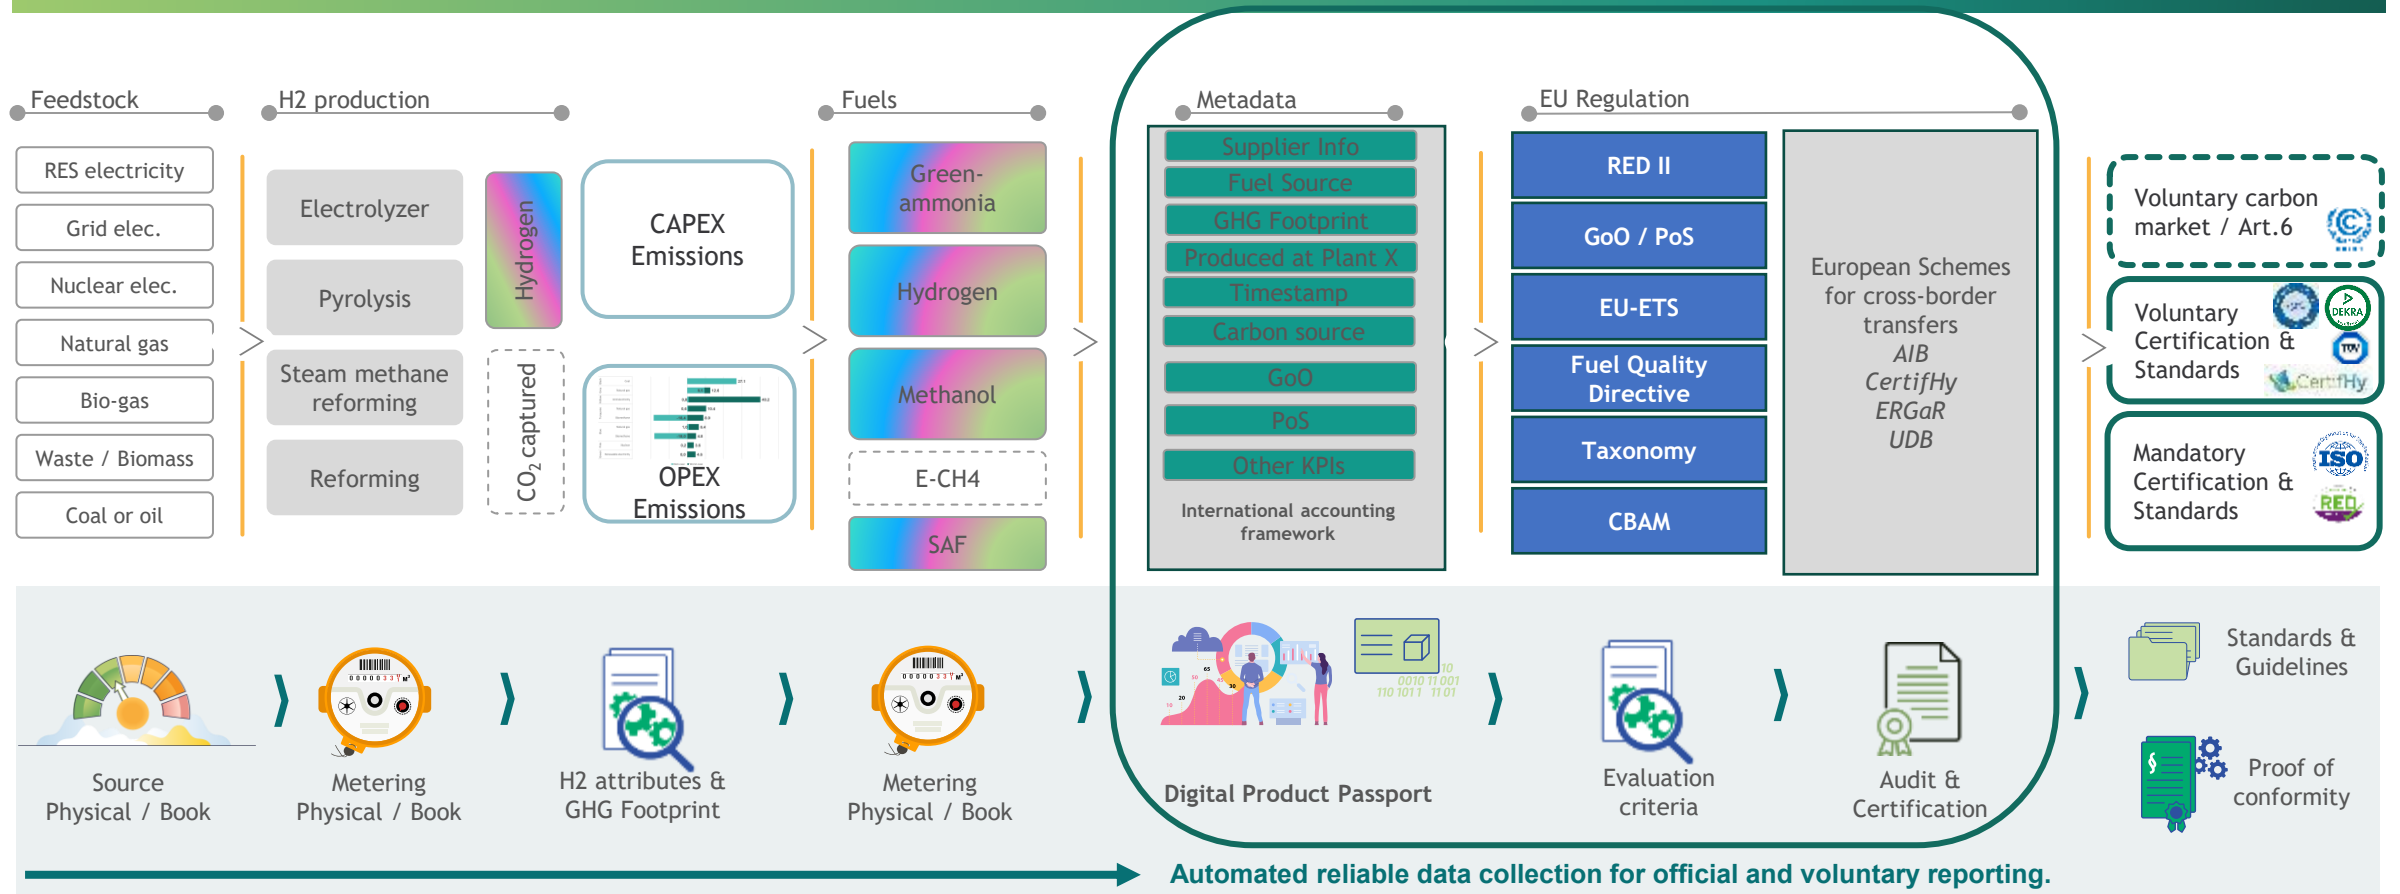 Feedstock
RES electricity
Grid elec.
Nuclear elec.
Natural gas
Bio-gas
Waste / Biomass
Coal or oil
H2 production
Electrolyzer
Pyrolysis
Steam methane
reforming
Reforming
Hydrogen
CO2 captured
CAPEX
Emissions
OPEX
Emissions
Fuels
Green-
ammonia
Hydrogen
Methanol
E-CH4
SAF
Metadata
Supplier Info
Fuel Source
GHG Footprint
Produced at Plant X
Timestamp
Carbon source
GoO
PoS
Other KPIs
International accounting
framework
EU Regulation
RED II
GoO / PoS
EU-ETS
Fuel Quality
Directive
Taxonomy
CBAM
European Schemes
for cross-border
transfers
AIB
CertifHy
ERGaR
UDB
Voluntary carbon
market / Art.6
Voluntary
Certification &
Standards
DEKRA
TÜV
CertifHy
Mandatory
Certification &
Standards
ISO
RED
Source
Physical / Book
Metering
Physical / Book
H2 attributes &
GHG Footprint
Metering
Physical / Book
Digital Product Passport
Evaluation
criteria
Audit &
Certification
Standards &
Guidelines
Proof of
conformity
Automated reliable data collection for official and voluntary reporting.